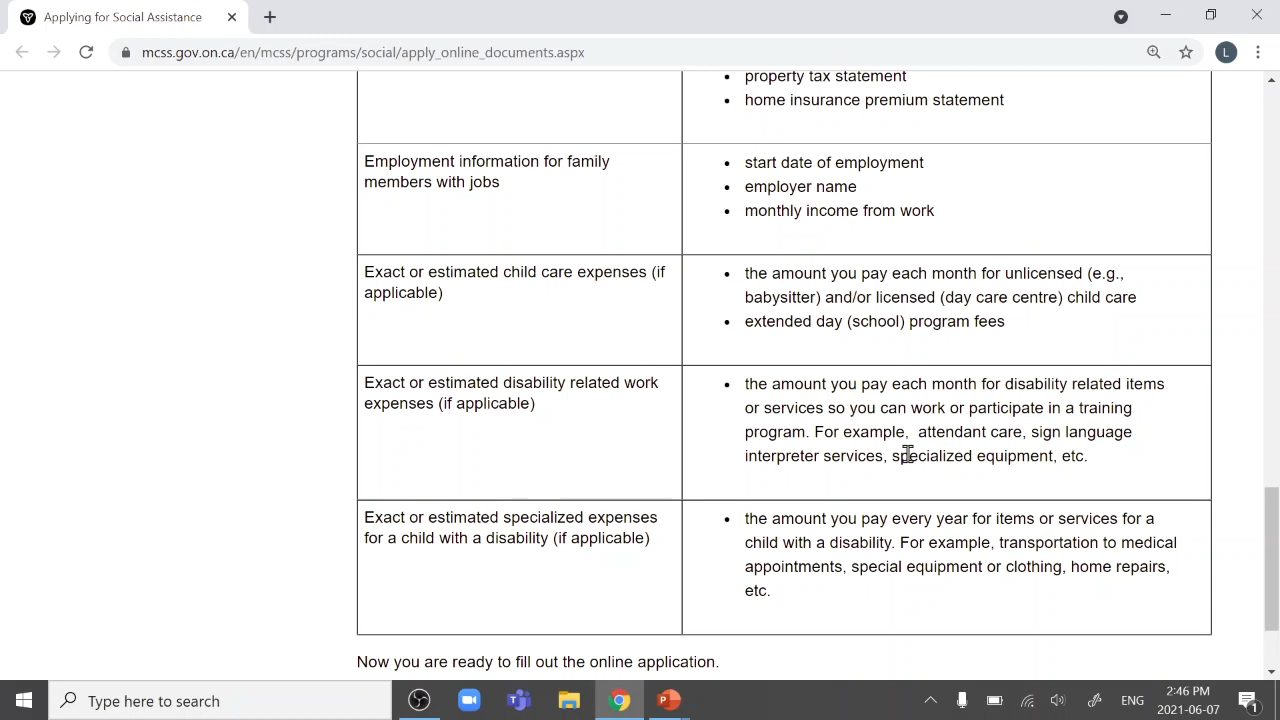 Applying for Social Assistance
mcss.gov.on.ca/en/mcss/programs/social/apply_online_documents.aspx
L
• property tax statement
• home insurance premium statement
Employment information for family
members with jobs
• start date of employment
• employer name
• monthly income from work
Exact or estimated child care expenses (if
applicable)
• the amount you pay each month for unlicensed (e.g.,
babysitter) and/or licensed (day care centre) child care
• extended day (school) program fees
Exact or estimated disability related work
expenses (if applicable)
• the amount you pay each month for disability related items
or services so you can work or participate in a training
program. For example,  attendant care, sign language
interpreter services, specialized equipment, etc.
Exact or estimated specialized expenses
for a child with a disability (if applicable)
• the amount you pay every year for items or services for a
child with a disability. For example, transportation to medical
appointments, special equipment or clothing, home repairs,
etc.
Now you are ready to fill out the online application.
Type here to search
ENG
2:46 PM
2021-06-07
1